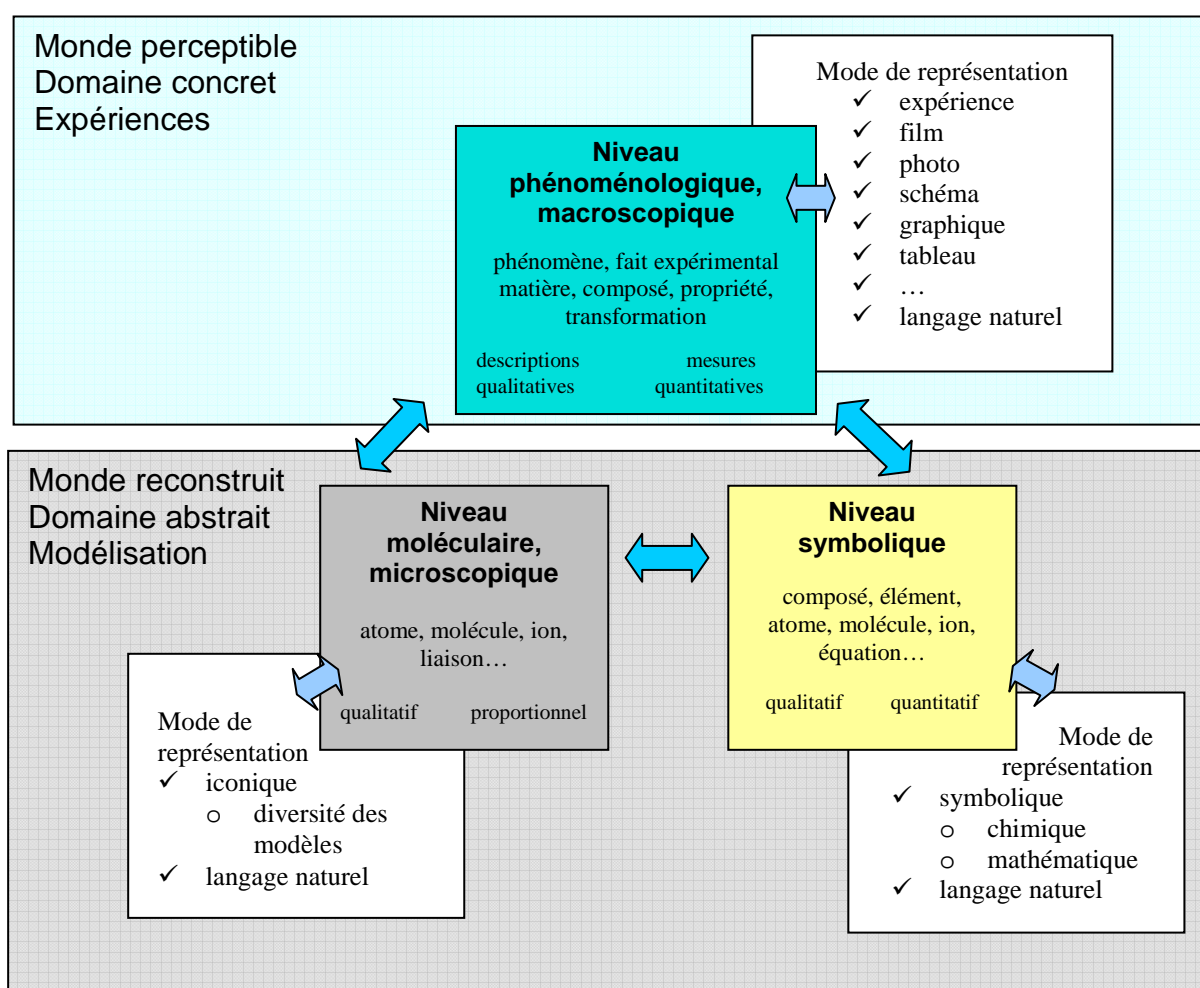 Monde perceptible
Domaine concret
Expériences
Mode de représentation
✓ expérience
✓ film
✓ photo
✓ schéma
✓ graphique
✓ tableau
✓ …
✓ langage naturel
Niveau
phénoménologique,
macroscopique
phénomène, fait expérimental
matière, composé, propriété,
transformation
descriptions mesures
qualitatives quantitatives
Monde reconstruit
Domaine abstrait
Modélisation
Niveau
moléculaire,
microscopique
atome, molécule, ion,
liaison…
qualitatif proportionnel
Niveau
symbolique
composé, élément,
atome, molécule, ion,
équation…
qualitatif quantitatif
Mode de
représentation
✓ iconique
o diversité des
modèles
✓ langage naturel
Mode de
représentation
✓ symbolique
o chimique
o mathématique
✓ langage naturel